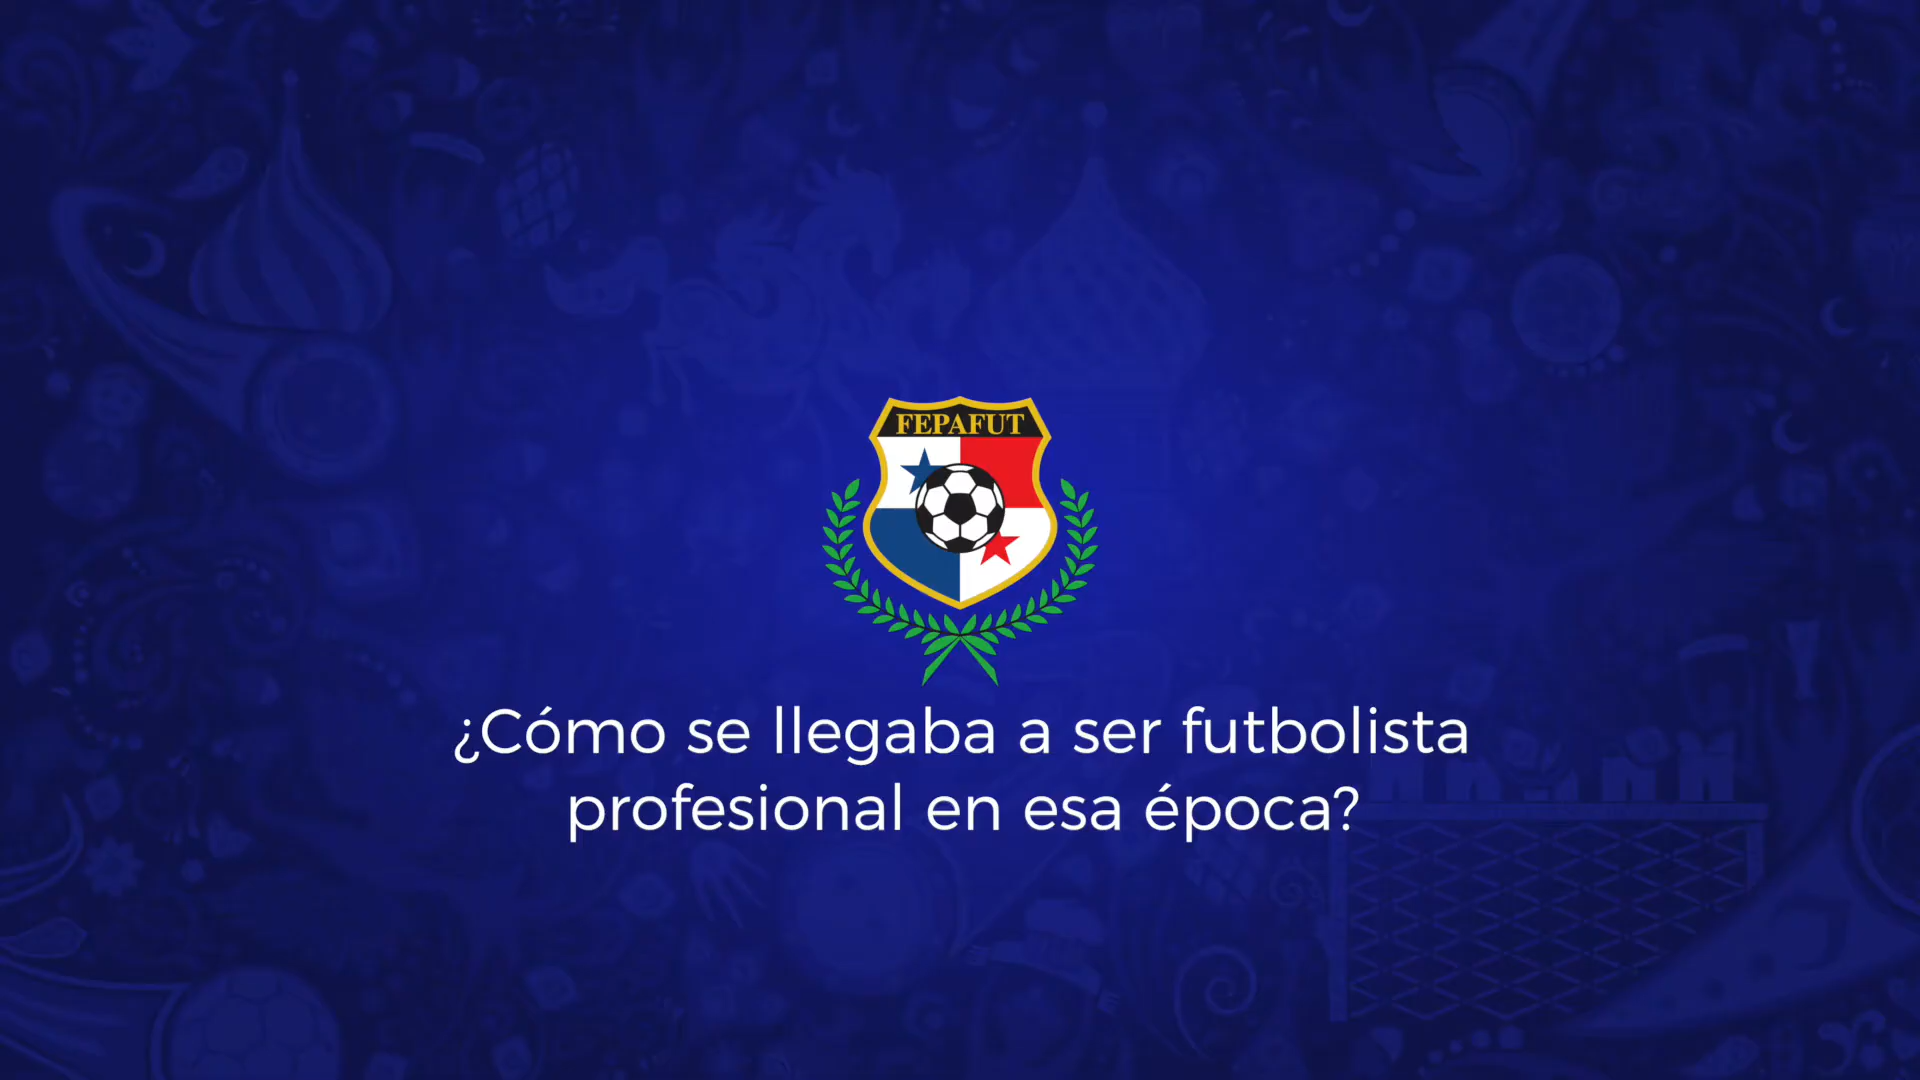 FEPAFUT
¿Cómo se llegaba a ser futbolista
profesional en esa época?